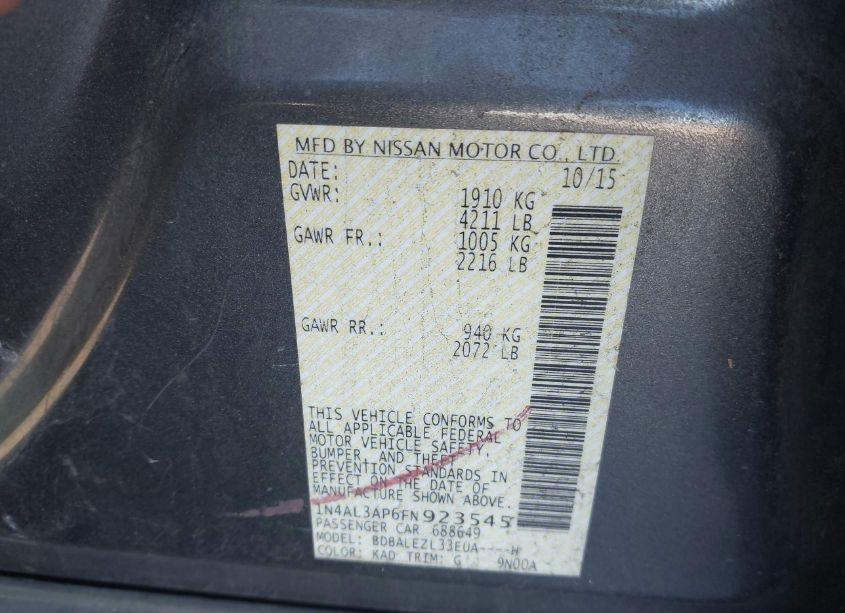 MFD BY NISSAN MOTOR CO., LTD.
DATE: 10/15
GVWR: 1910 KG
4211 LB
GAWR FR.: 1005 KG
2216 LB
GAWR RR.: 940 KG
2072 LB
THIS VEHICLE CONFORMS TO
ALL APPLICABLE FEDERAL
MOTOR VEHICLE SAFETY,
BUMPER, AND THEFT
PREVENTION STANDARDS IN
EFFECT ON THE DATE OF
MANUFACTURE SHOWN ABOVE.
1N4AL3AP6FN923545
PASSENGER CAR 688649
MODEL: BDBALEZL33EUA----H
COLOR: KAD TRIM: G 9N00A